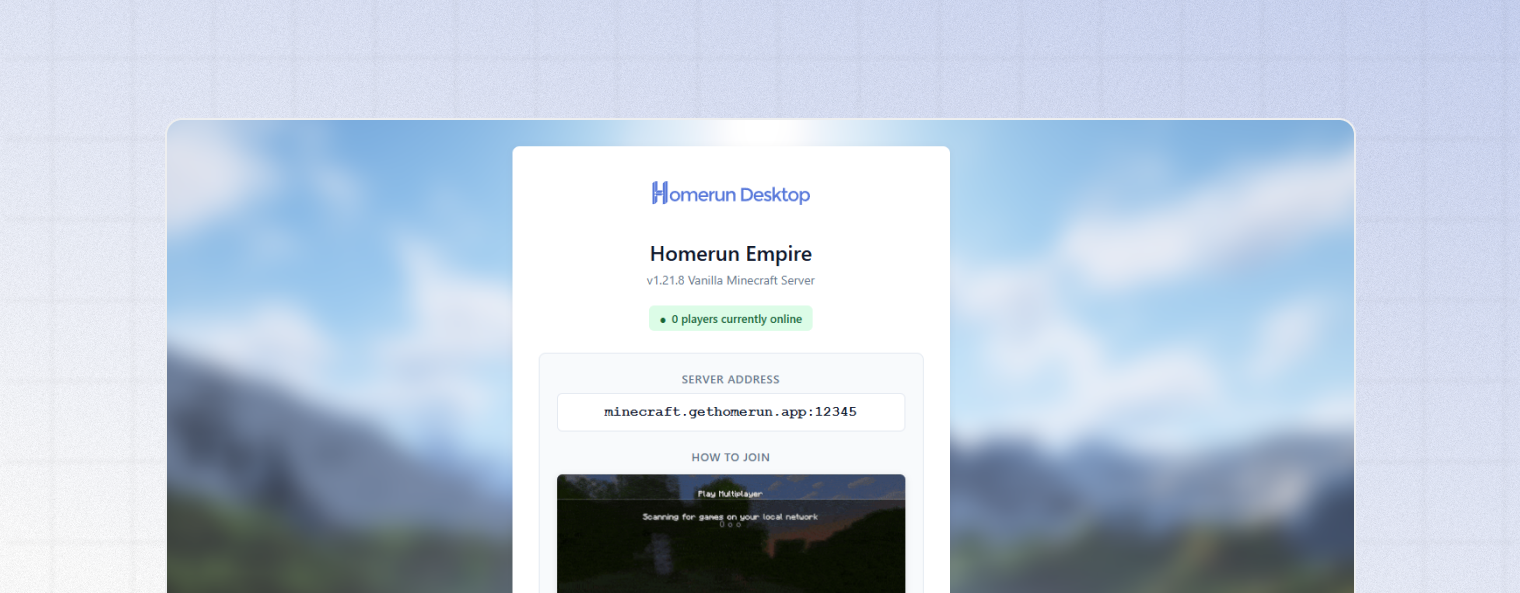 Homerun Desktop
Homerun Empire
v1.21.8 Vanilla Minecraft Server
● 0 players currently online
SERVER ADDRESS
minecraft.gethomerun.app:12345
HOW TO JOIN
Play Multiplayer
Scanning for games on your local network
O o o